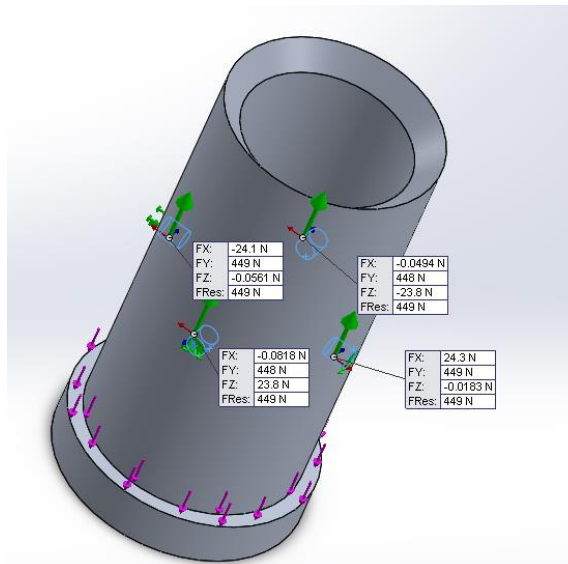 FX: -24.1 N
FY: 449 N
FZ: -0.0561 N
FRes: 449 N
FX: -0.0494 N
FY: 448 N
FZ: -23.8 N
FRes: 449 N
FX: -0.0818 N
FY: 448 N
FZ: 23.8 N
FRes: 449 N
FX: 24.3 N
FY: 449 N
FZ: -0.0183 N
FRes: 449 N